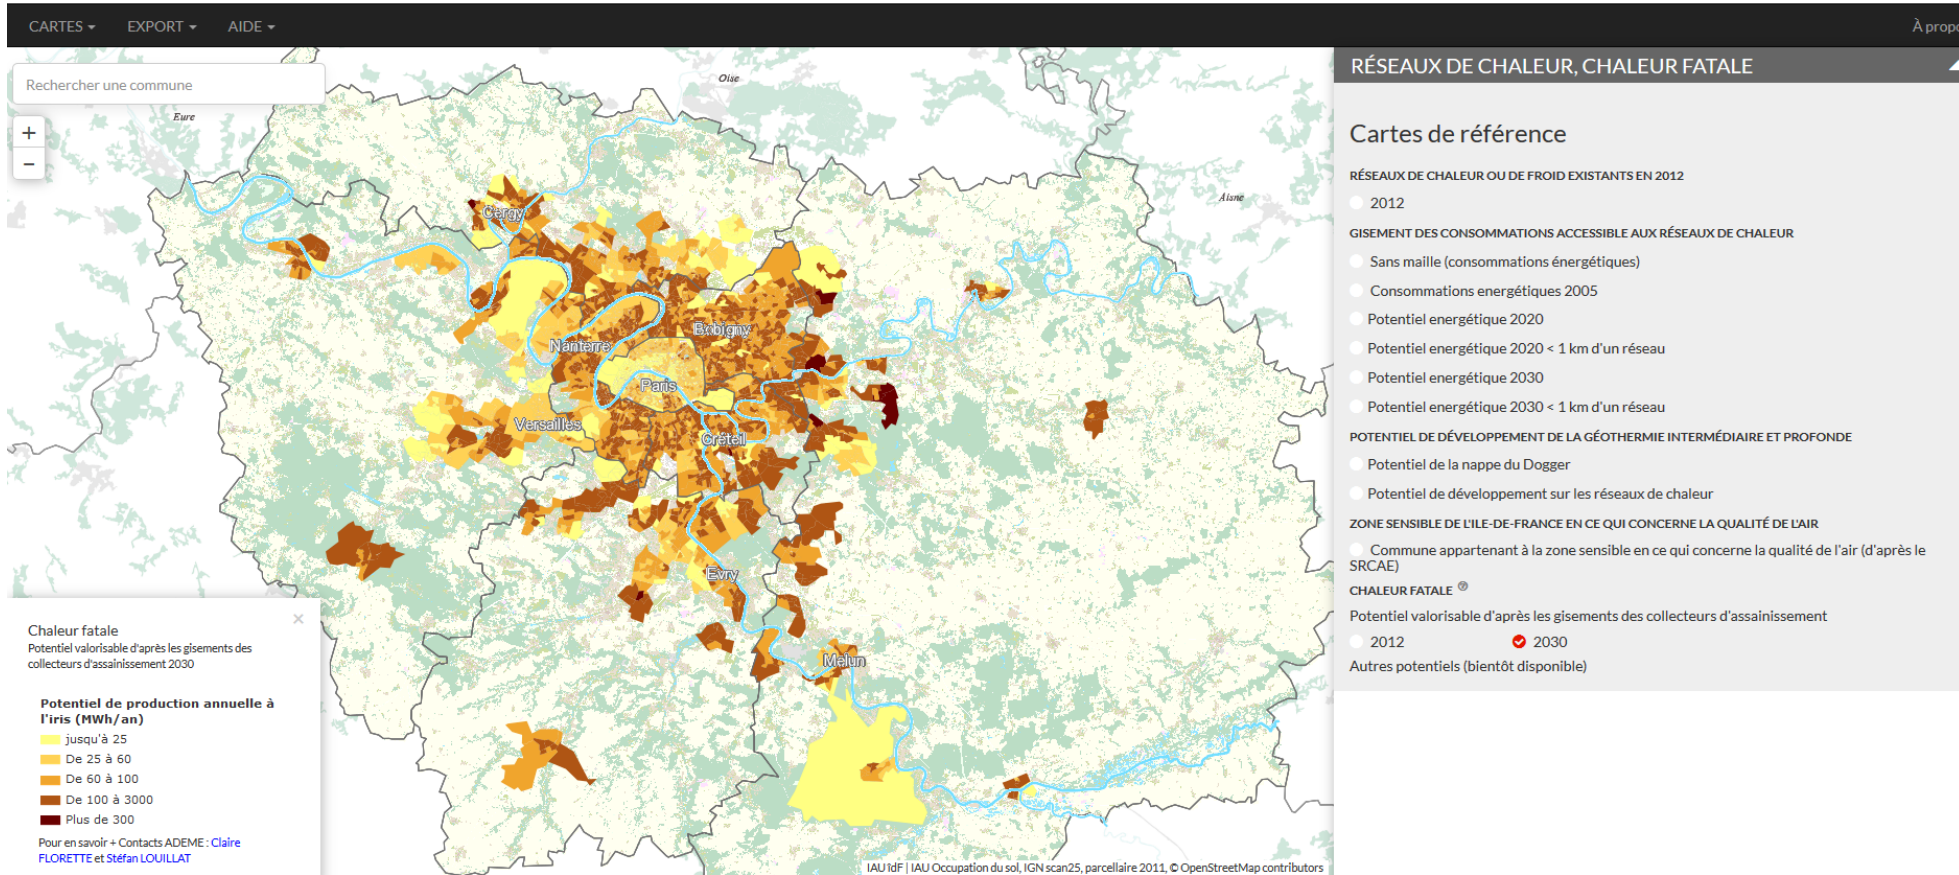 CARTES EXPORT AIDE À propo
Rechercher une commune
+
−
Oise
Eure
Aisne
Cergy
Bobigny
Nanterre
Paris
Versailles
Créteil
Evry
Melun
Chaleur fatale ×
Potentiel valorisable d'après les gisements des
collecteurs d'assainissement 2030
Potentiel de production annuelle à
l'iris (MWh/an)
jusqu'à 25
De 25 à 60
De 60 à 100
De 100 à 3000
Plus de 300
Pour en savoir + Contacts ADEME : Claire
FLORETTE et Stéfan LOUILLAT
IAU îdF | IAU Occupation du sol, IGN scan25, parcellaire 2011, © OpenStreetMap contributors
RÉSEAUX DE CHALEUR, CHALEUR FATALE
Cartes de référence
RÉSEAUX DE CHALEUR OU DE FROID EXISTANTS EN 2012
2012
GISEMENT DES CONSOMMATIONS ACCESSIBLE AUX RÉSEAUX DE CHALEUR
Sans maille (consommations énergétiques)
Consommations energétiques 2005
Potentiel energétique 2020
Potentiel energétique 2020 < 1 km d'un réseau
Potentiel energétique 2030
Potentiel energétique 2030 < 1 km d'un réseau
POTENTIEL DE DÉVELOPPEMENT DE LA GÉOTHERMIE INTERMÉDIAIRE ET PROFONDE
Potentiel de la nappe du Dogger
Potentiel de développement sur les réseaux de chaleur
ZONE SENSIBLE DE L'ILE-DE-FRANCE EN CE QUI CONCERNE LA QUALITÉ DE L'AIR
Commune appartenant à la zone sensible en ce qui concerne la qualité de l'air (d'après le
SRCAE)
CHALEUR FATALE
Potentiel valorisable d'après les gisements des collecteurs d'assainissement
2012 2030
Autres potentiels (bientôt disponible)